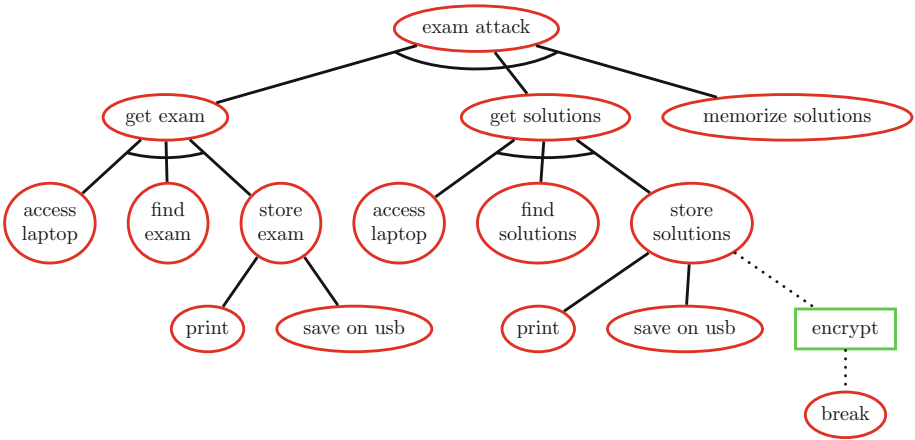 exam attack
get exam
get solutions
memorize solutions
access
laptop
find
exam
store
exam
access
laptop
find
solutions
store
solutions
print
save on usb
print
save on usb
encrypt
break